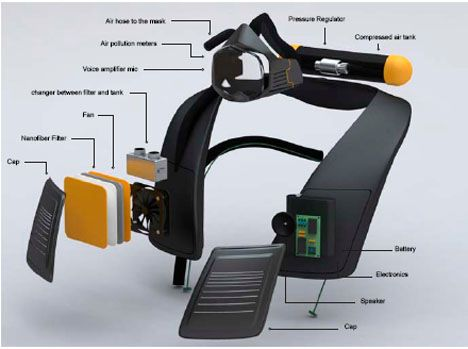 Air hose to the mask
Pressure Regulator
Compressed air tank
Air pollution meters
Voice amplifier mic
changer between filter and tank
Fan
Nanofiber Filter
Cap
Battery
Electronics
Speaker
Cap